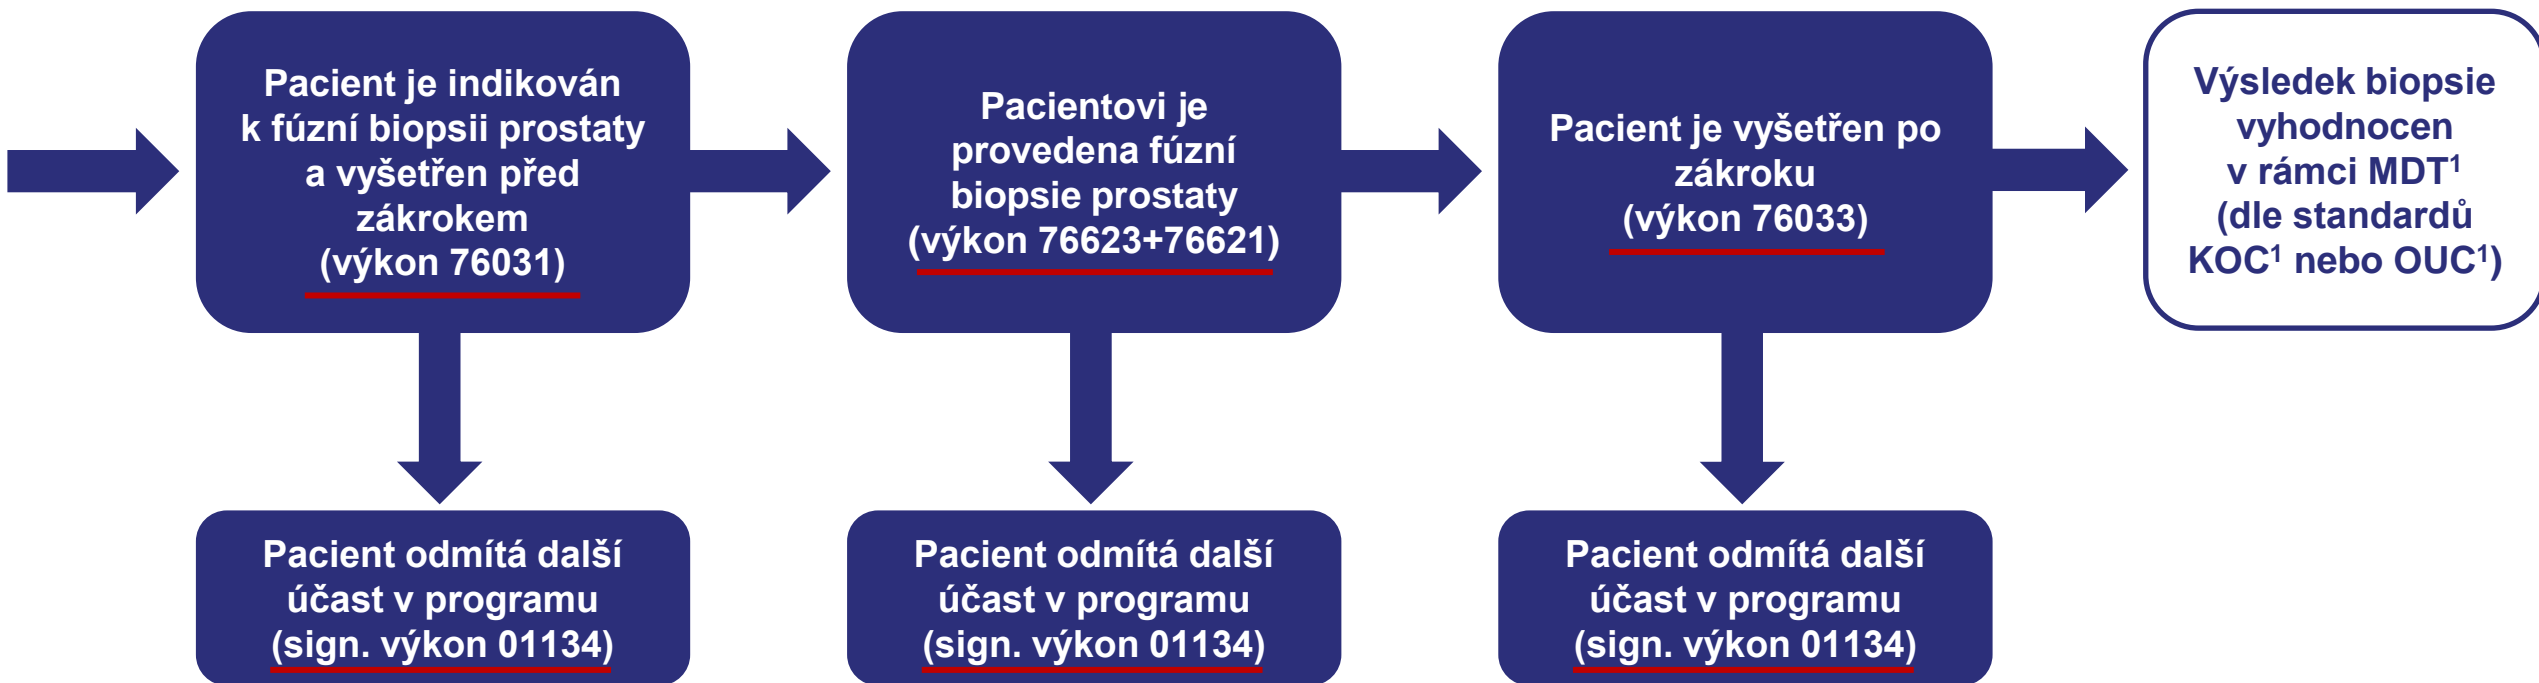 Pacient je indikován
k fúzní biopsii prostaty
a vyšetřen před
zákrokem
(výkon 76031)
Pacientovi je
provedena fúzní
biopsie prostaty
(výkon 76623+76621)
Pacient je vyšetřen po
zákroku
(výkon 76033)
Výsledek biopsie
vyhodnocen
v rámci MDT¹
(dle standardů
KOC¹ nebo OUC¹)
Pacient odmítá další
účast v programu
(sign. výkon 01134)
Pacient odmítá další
účast v programu
(sign. výkon 01134)
Pacient odmítá další
účast v programu
(sign. výkon 01134)